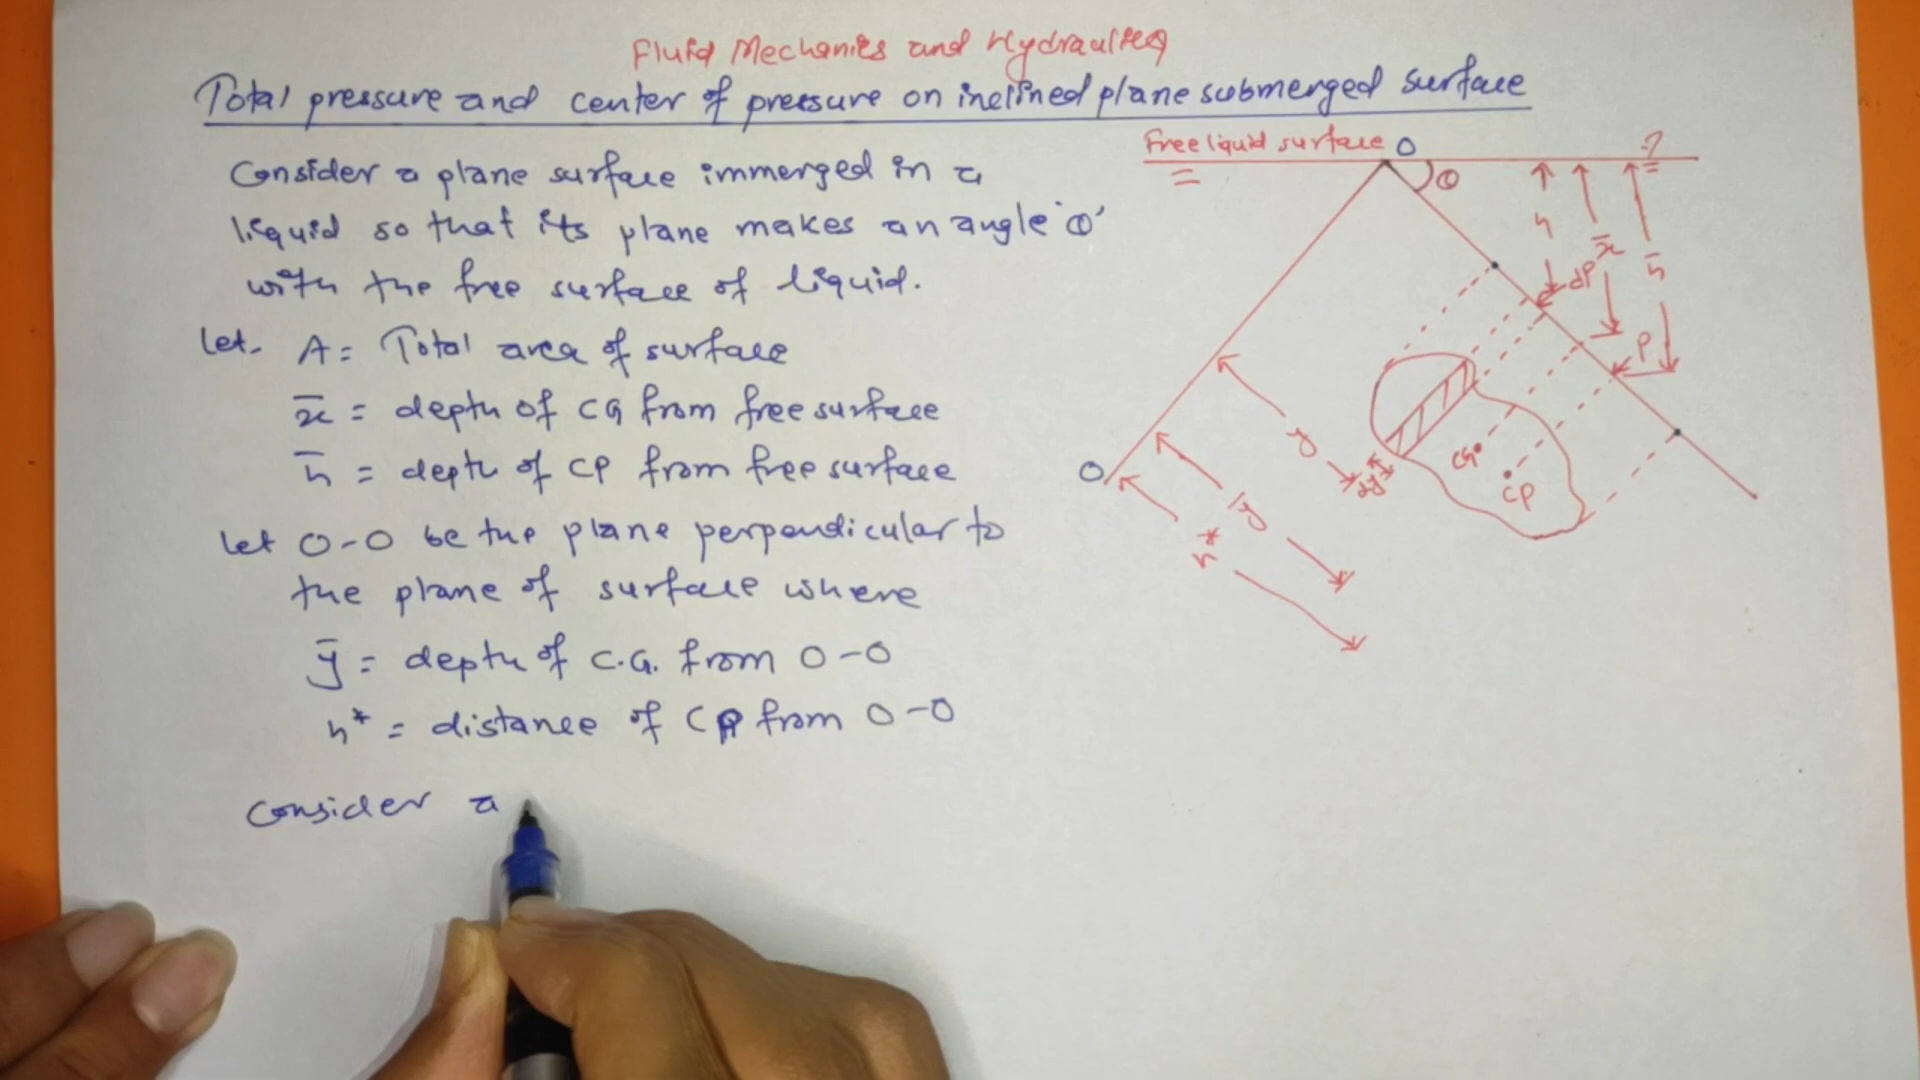 Fluid Mechanics and Hydraulics
Total pressure and center of pressure on inclined plane submerged surface
Consider a plane surface immerged in a
liquid so that its plane makes an angle 'θ'
with the free surface of liquid.
Let. A = Total area of surface
x̄ = depth of CG from free surface
h̄ = depth of CP from free surface
Let O-O be the plane perpendicular to
the plane of surface where
ȳ = depth of C.G. from O-O
h* = distance of CP from O-O
Consider a
Free liquid surface O
θ
h
x̄
h̄
dP
P
y
dy
CG
CP
O
ȳ
h*